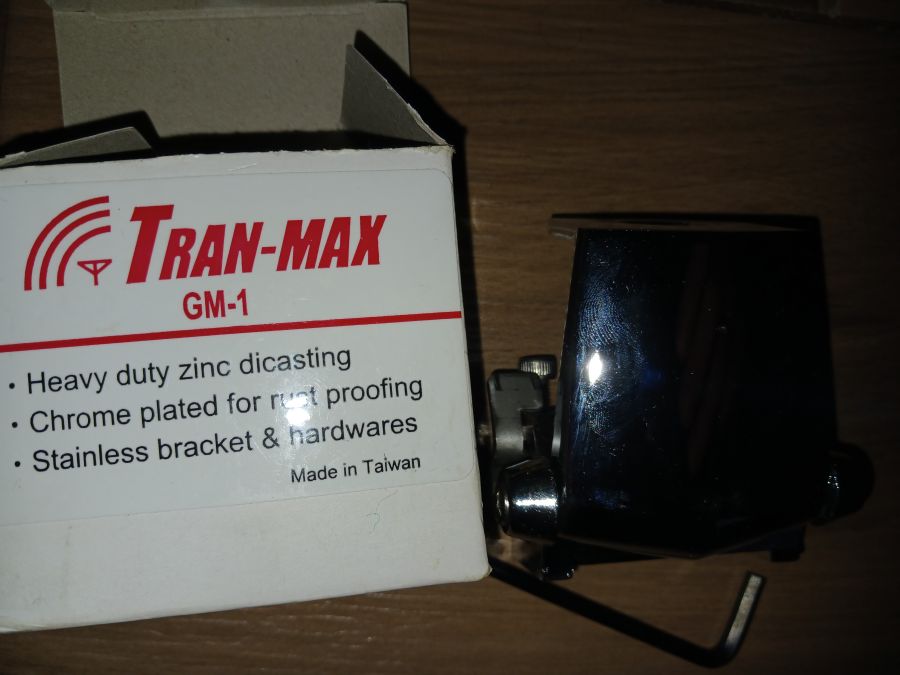 TRAN-MAX
GM-1
· Heavy duty zinc dicasting
· Chrome plated for rust proofing
· Stainless bracket & hardwares
Made in Taiwan